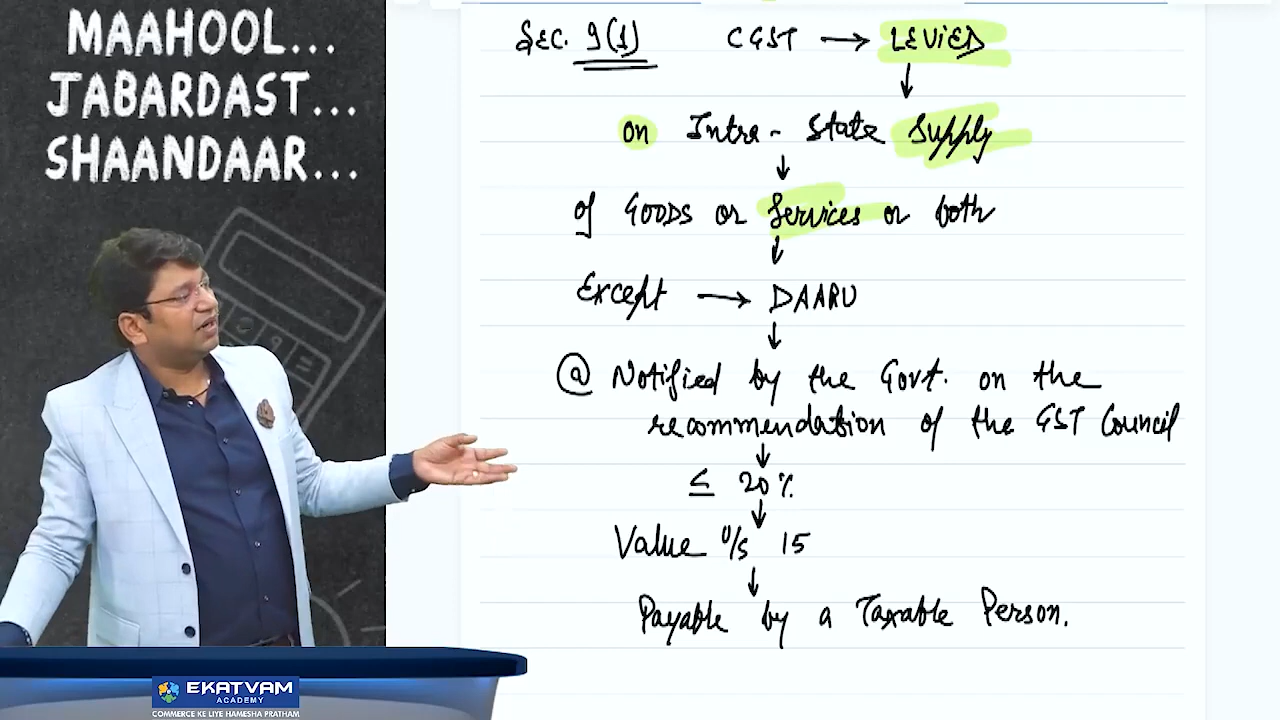 MAAHOOL...
JABARDAST...
SHAANDAAR...
SEC. 9(1) CGST → LEVIED
↓
on Intra - State Supply
↓
of GOODS or Services or both
↓
Except → DAARU
↓
@ Notified by the Govt. on the
recommendation of the GST Council
↓
≤ 20%
↓
Value u/s 15
↓
Payable by a Taxable Person.
EKATVAM
ACADEMY
COMMERCE KE LIYE HAMESHA PRATHAM